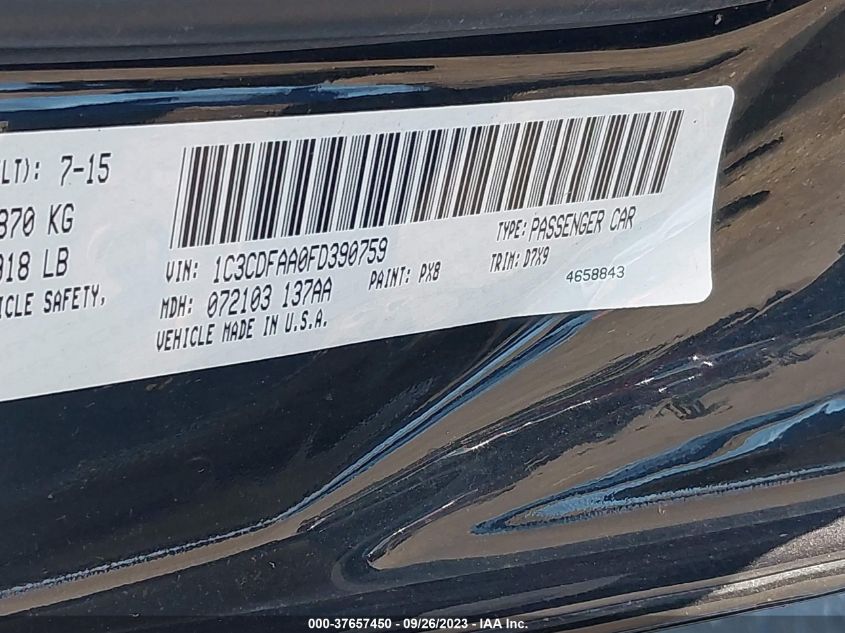 LT): 7-15
870 KG
918 LB
ICLE SAFETY,
VIN: 1C3CDFAA0FD390759
TYPE: PASSENGER CAR
MDH: 072103 137AA
PAINT: PX8
TRIM: D7X9
VEHICLE MADE IN U.S.A.
4658843
000-37657450 - 09/26/2023 - IAA Inc.